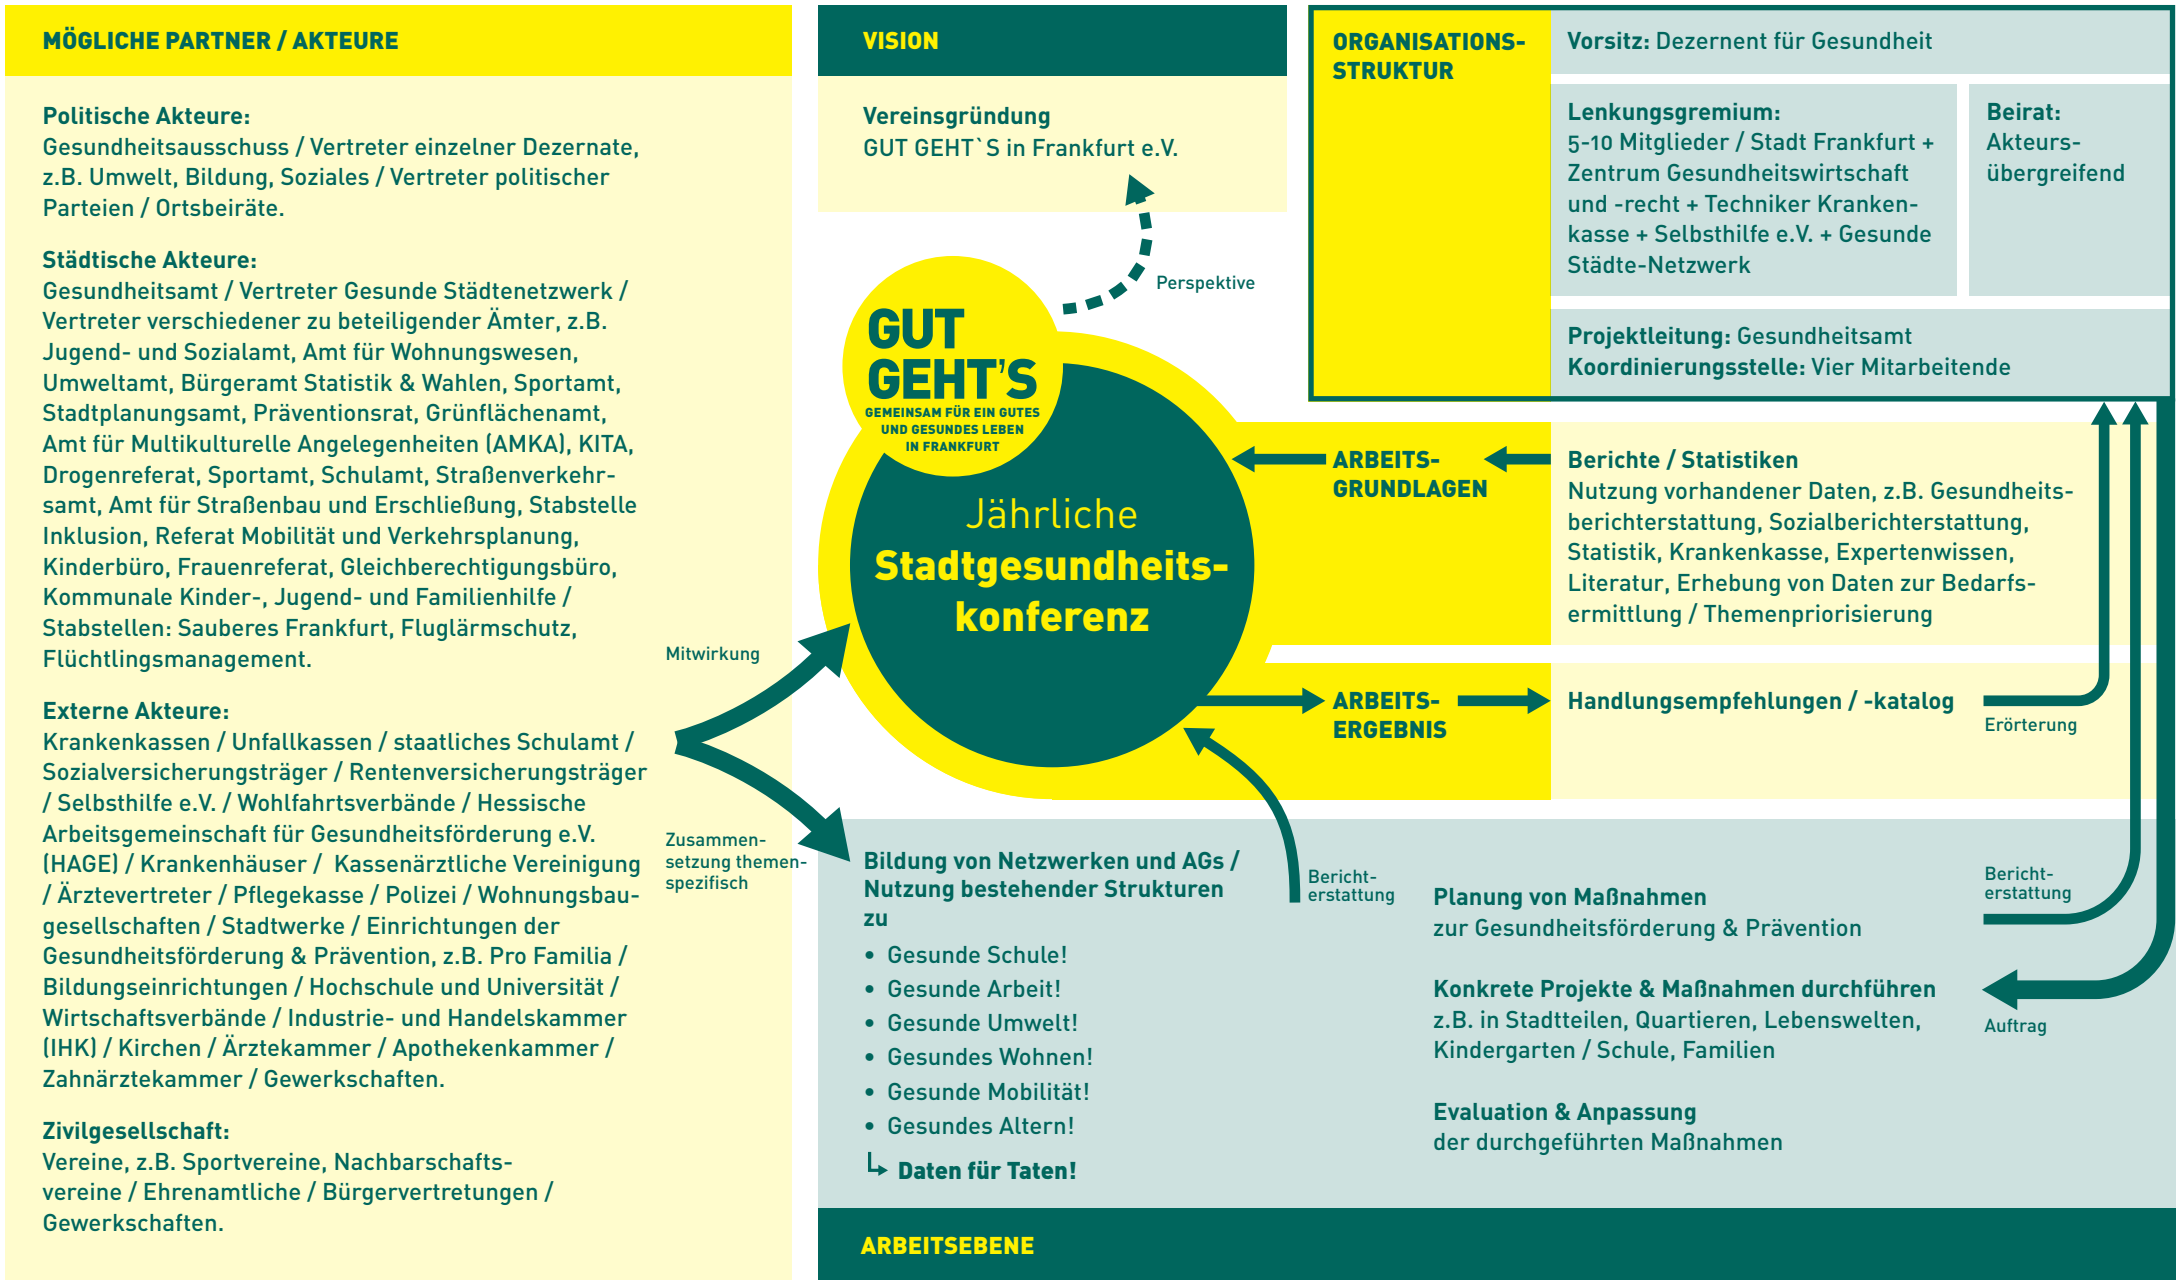 MÖGLICHE PARTNER / AKTEURE
Politische Akteure:
Gesundheitsausschuss / Vertreter einzelner Dezernate,
z.B. Umwelt, Bildung, Soziales / Vertreter politischer
Parteien / Ortsbeiräte.
Städtische Akteure:
Gesundheitsamt / Vertreter Gesunde Städtenetzwerk /
Vertreter verschiedener zu beteiligender Ämter, z.B.
Jugend- und Sozialamt, Amt für Wohnungswesen,
Umweltamt, Bürgeramt Statistik & Wahlen, Sportamt,
Stadtplanungsamt, Präventionsrat, Grünflächenamt,
Amt für Multikulturelle Angelegenheiten (AMKA), KITA,
Drogenreferat, Sportamt, Schulamt, Straßenverkehr-
samt, Amt für Straßenbau und Erschließung, Stabstelle
Inklusion, Referat Mobilität und Verkehrsplanung,
Kinderbüro, Frauenreferat, Gleichberechtigungsbüro,
Kommunale Kinder-, Jugend- und Familienhilfe /
Stabstellen: Sauberes Frankfurt, Fluglärmschutz,
Flüchtlingsmanagement.
Externe Akteure:
Krankenkassen / Unfallkassen / staatliches Schulamt /
Sozialversicherungsträger / Rentenversicherungsträger
/ Selbsthilfe e.V. / Wohlfahrtsverbände / Hessische
Arbeitsgemeinschaft für Gesundheitsförderung e.V.
(HAGE) / Krankenhäuser / Kassenärztliche Vereinigung
/ Ärztevertreter / Pflegekasse / Polizei / Wohnungsbau-
gesellschaften / Stadtwerke / Einrichtungen der
Gesundheitsförderung & Prävention, z.B. Pro Familia /
Bildungseinrichtungen / Hochschule und Universität /
Wirtschaftsverbände / Industrie- und Handelskammer
(IHK) / Kirchen / Ärztekammer / Apothekenkammer /
Zahnärztekammer / Gewerkschaften.
Zivilgesellschaft:
Vereine, z.B. Sportvereine, Nachbarschafts-
vereine / Ehrenamtliche / Bürgervertretungen /
Gewerkschaften.
Mitwirkung
Zusammen-
setzung themen-
spezifisch
VISION
Vereinsgründung
GUT GEHT`S in Frankfurt e.V.
Perspektive
GUT
GEHT'S
GEMEINSAM FÜR EIN GUTES
UND GESUNDES LEBEN
IN FRANKFURT
Jährliche
Stadtgesundheits-
konferenz
ORGANISATIONS-
STRUKTUR
Vorsitz: Dezernent für Gesundheit
Lenkungsgremium:
5-10 Mitglieder / Stadt Frankfurt +
Zentrum Gesundheitswirtschaft
und -recht + Techniker Kranken-
kasse + Selbsthilfe e.V. + Gesunde
Städte-Netzwerk
Beirat:
Akteurs-
übergreifend
Projektleitung: Gesundheitsamt
Koordinierungsstelle: Vier Mitarbeitende
ARBEITS-
GRUNDLAGEN
Berichte / Statistiken
Nutzung vorhandener Daten, z.B. Gesundheits-
berichterstattung, Sozialberichterstattung,
Statistik, Krankenkasse, Expertenwissen,
Literatur, Erhebung von Daten zur Bedarfs-
ermittlung / Themenpriorisierung
ARBEITS-
ERGEBNIS
Handlungsempfehlungen / -katalog
Erörterung
Bildung von Netzwerken und AGs /
Nutzung bestehender Strukturen
zu
• Gesunde Schule!
• Gesunde Arbeit!
• Gesunde Umwelt!
• Gesundes Wohnen!
• Gesunde Mobilität!
• Gesundes Altern!
Daten für Taten!
Bericht-
erstattung
Planung von Maßnahmen
zur Gesundheitsförderung & Prävention
Konkrete Projekte & Maßnahmen durchführen
z.B. in Stadtteilen, Quartieren, Lebenswelten,
Kindergarten / Schule, Familien
Evaluation & Anpassung
der durchgeführten Maßnahmen
Bericht-
erstattung
Auftrag
ARBEITSEBENE